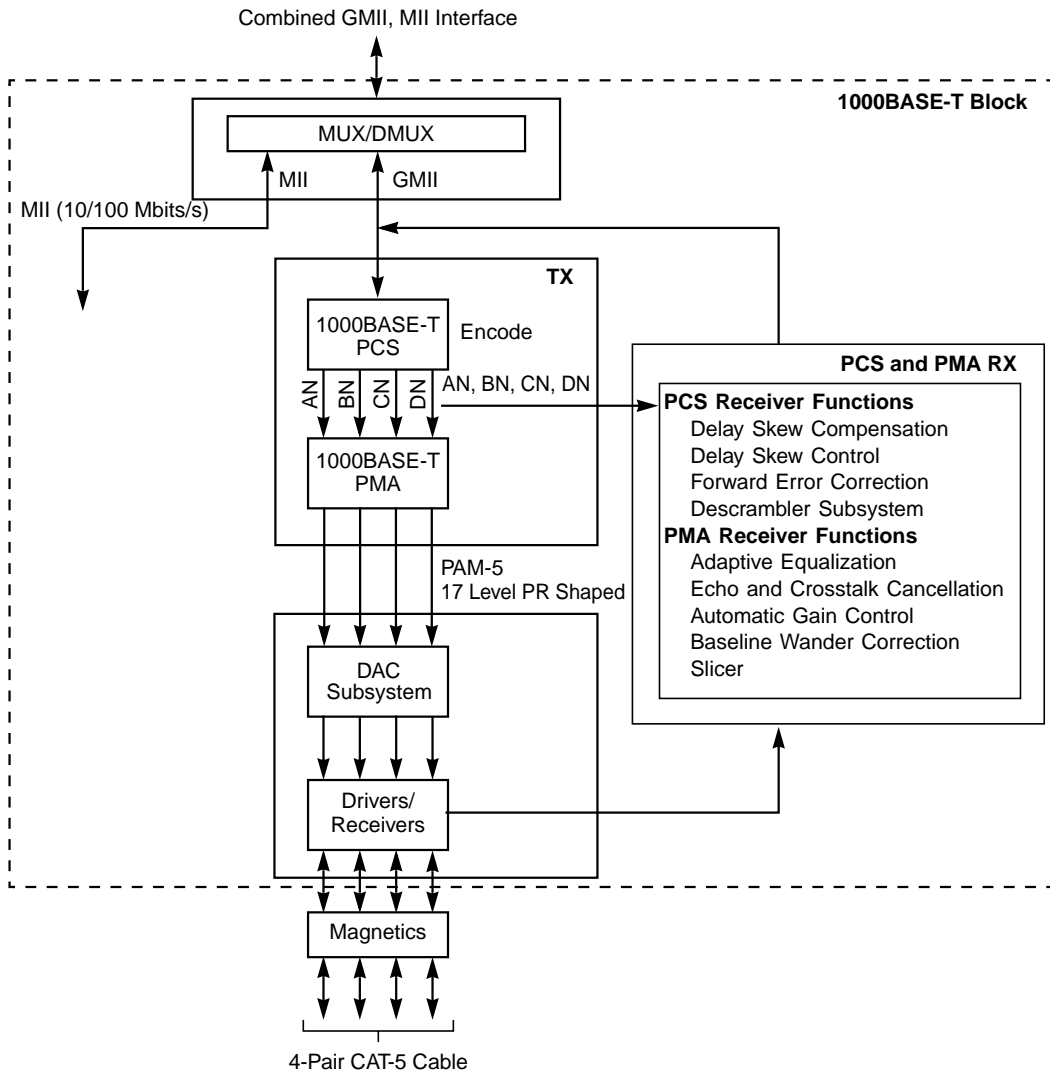 Combined GMII, MII Interface
1000BASE-T Block
MUX/DMUX
MII
GMII
MII (10/100 Mbits/s)
TX
1000BASE-T
PCS
Encode
AN
BN
CN
DN
AN, BN, CN, DN
1000BASE-T
PMA
PAM-5
17 Level PR Shaped
PCS and PMA RX
PCS Receiver Functions
Delay Skew Compensation
Delay Skew Control
Forward Error Correction
Descrambler Subsystem
PMA Receiver Functions
Adaptive Equalization
Echo and Crosstalk Cancellation
Automatic Gain Control
Baseline Wander Correction
Slicer
DAC
Subsystem
Drivers/
Receivers
Magnetics
4-Pair CAT-5 Cable